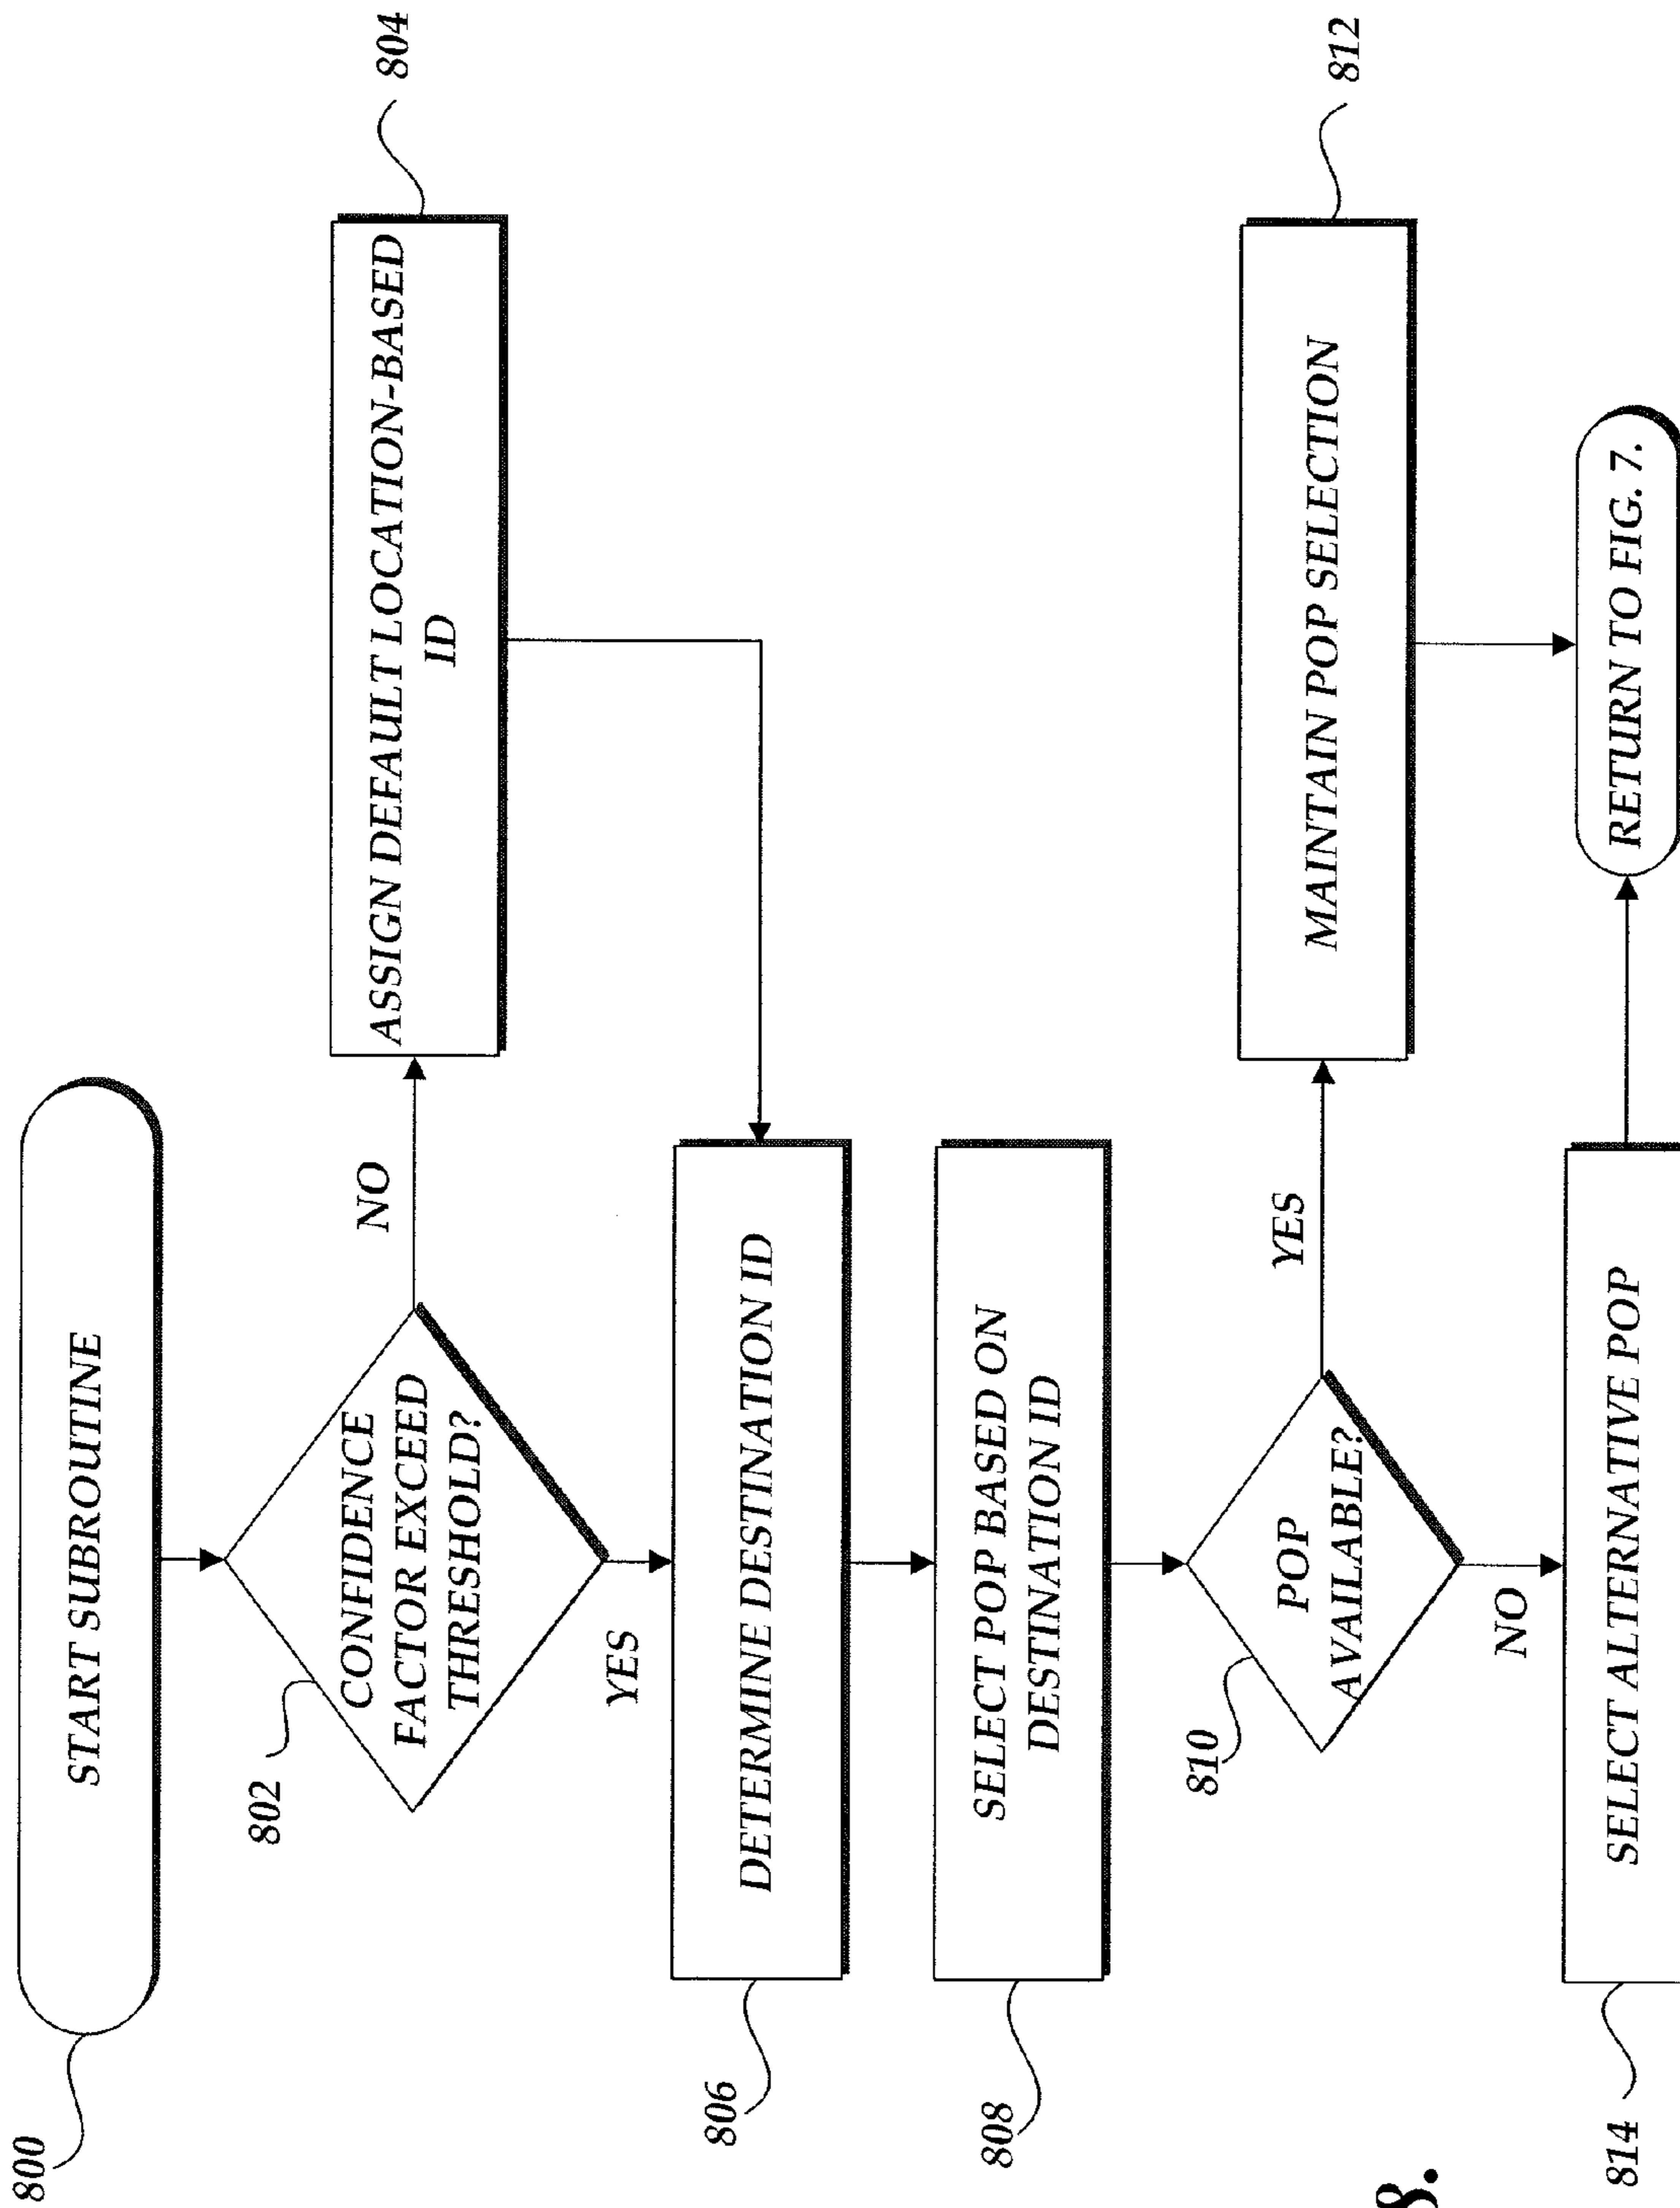 800
START SUBROUTINE
802
CONFIDENCE
FACTOR EXCEED
THRESHOLD?
NO
ASSIGN DEFAULT LOCATION-BASED
ID
804
YES
806
DETERMINE DESTINATION ID
808
SELECT POP BASED ON
DESTINATION ID
810
POP
AVAILABLE?
YES
MAINTAIN POP SELECTION
812
NO
814
SELECT ALTERNATIVE POP
RETURN TO FIG. 7.
8.